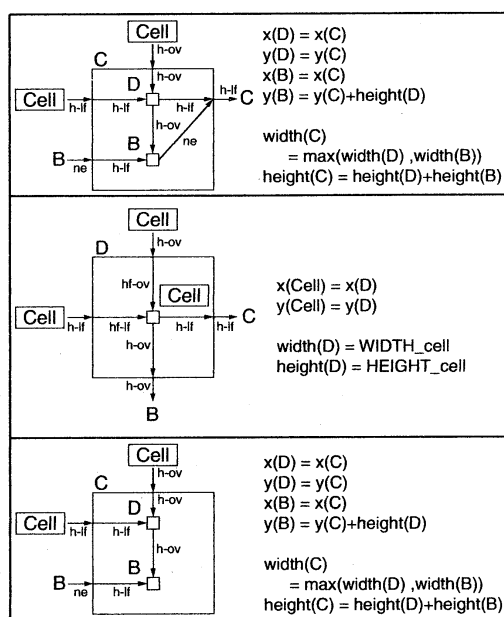 Cell
h-ov
C
h-ov
D
h-lf
Cell
h-lf
h-lf
h-lf
C
h-ov
B
ne
B
ne
h-lf
x(D) = x(C)
y(D) = y(C)
x(B) = x(C)
y(B) = y(C)+height(D)
width(C)
= max(width(D) ,width(B))
height(C) = height(D)+height(B)
Cell
h-ov
D
hf-ov
Cell
Cell
h-lf
hf-lf
h-lf
h-lf
C
h-ov
h-ov
B
x(Cell) = x(D)
y(Cell) = y(D)
width(D) = WIDTH_cell
height(D) = HEIGHT_cell
Cell
h-ov
C
h-ov
D
Cell
h-lf
h-lf
h-ov
B
B
ne
h-lf
x(D) = x(C)
y(D) = y(C)
x(B) = x(C)
y(B) = y(C)+height(D)
width(C)
= max(width(D) ,width(B))
height(C) = height(D)+height(B)